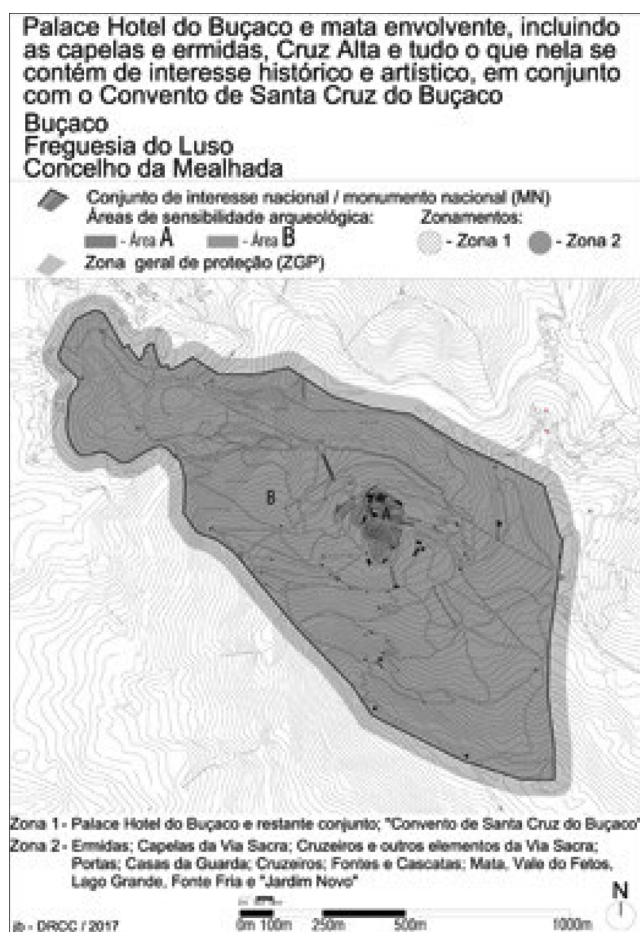 Palace Hotel do Buçaco e mata envolvente, incluindo
as capelas e ermidas, Cruz Alta e tudo o que nela se
contém de interesse histórico e artístico, em conjunto
com o Convento de Santa Cruz do Buçaco
Buçaco
Freguesia do Luso
Concelho da Mealhada
Conjunto de interesse nacional / monumento nacional (MN)
Áreas de sensibilidade arqueológica: Zonamentos:
- Área A - Área B - Zona 1 - Zona 2
Zona geral de proteção (ZGP)
B
A
Zona 1 - Palace Hotel do Buçaco e restante conjunto; "Convento de Santa Cruz do Buçaco"
Zona 2 - Ermidas; Capelas da Via Sacra; Cruzeiros e outros elementos da Via Sacra;
Portas; Casas da Guarda; Cruzeiros; Fontes e Cascatas; Mata, Vale do Fetos,
Lago Grande, Fonte Fria e "Jardim Novo"
N
jb - DRCC / 2017 0m 100m 250m 500m 1000m